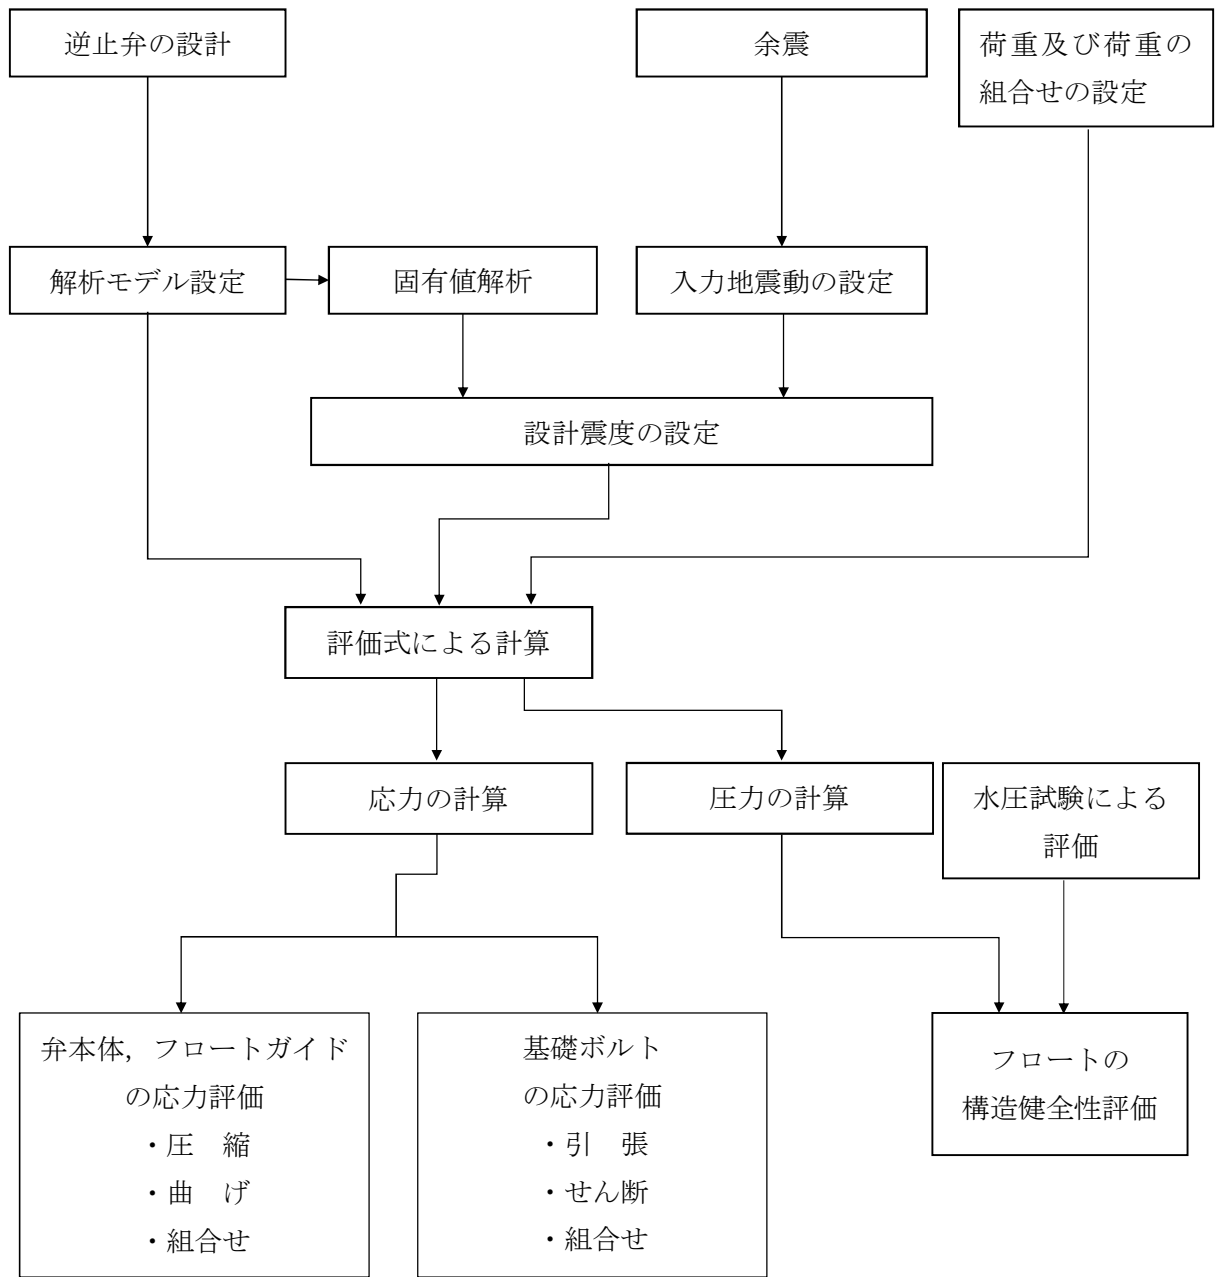 逆止弁の設計
余震
荷重及び荷重の
組合せの設定
解析モデル設定
固有値解析
入力地震動の設定
設計震度の設定
評価式による計算
応力の計算
圧力の計算
水圧試験による
評価
弁本体，フロートガイド
の応力評価
・圧　縮
・曲　げ
・組合せ
基礎ボルト
の応力評価
・引　張
・せん断
・組合せ
フロートの
構造健全性評価